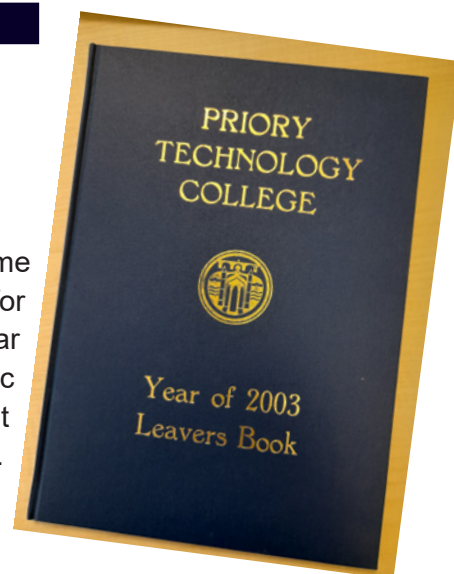 PRIORY
TECHNOLOGY
COLLEGE
Year of 2003
Leavers Book